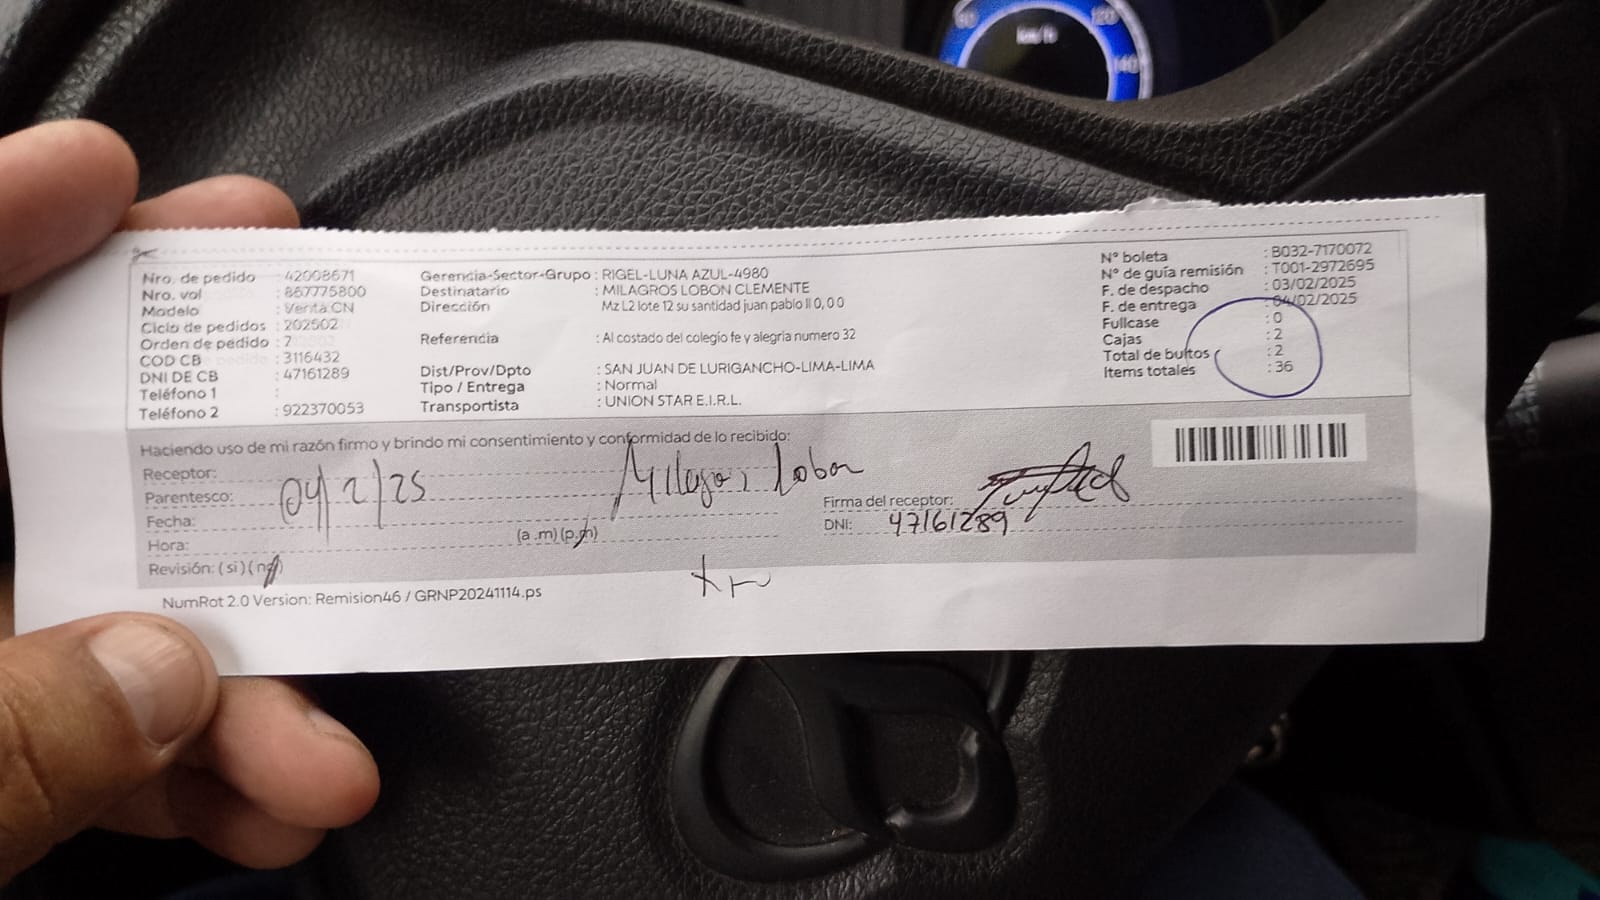 80 120
km/h
140
Nro. de pedido : 42008671
Nro. vol : 867775800
Modelo : Venta CN
Ciclo de pedidos : 202502
Orden de pedido : 2
COD CB : 3116432
DNI DE CB : 47161289
Teléfono 1 :
Teléfono 2 : 922370053
Gerencia-Sector-Grupo : RIGEL-LUNA AZUL-4980
Destinatario : MILAGROS LOBON CLEMENTE
Dirección Mz L2 lote 12 su santidad juan pablo II 0, 0 0
Referencia : Al costado del colegio fe y alegria numero 32
Dist/Prov/Dpto : SAN JUAN DE LURIGANCHO-LIMA-LIMA
Tipo / Entrega : Normal
Transportista : UNION STAR E.I.R.L.
N° boleta : B032-7170072
N° de guía remisión : T001-2972695
F. de despacho : 03/02/2025
F. de entrega : 04/02/2025
Fullcase : 0
Cajas : 2
Total de bultos : 2
Items totales : 36
Haciendo uso de mi razón firmo y brindo mi consentimiento y conformidad de lo recibido:
Receptor: Lobon
Parentesco:
Fecha: 04/2/25
Hora: (a.m)(p.m)
Revisión: (si)(no)
Firma del receptor:
DNI: 47161289
NumRot 2.0 Version: Remision46 / GRNP20241114.ps